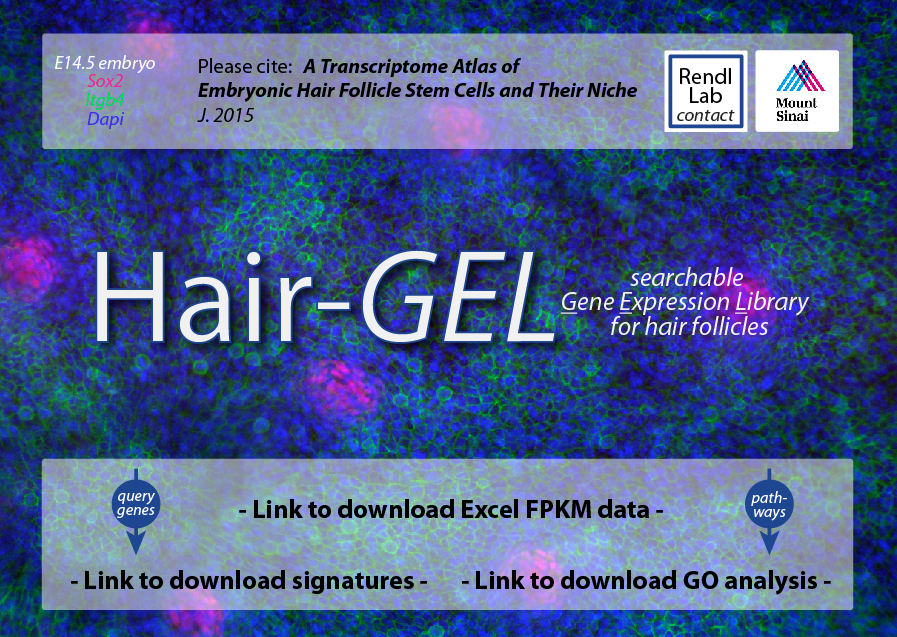 E14.5 embryo
Sox2
Itgb4
Dapi
Please cite: A Transcriptome Atlas of
Embryonic Hair Follicle Stem Cells and Their Niche
J. 2015
Rendl
Lab
contact
Mount
Sinai
Hair-GEL
searchable
Gene Expression Library
for hair follicles
query
genes
- Link to download Excel FPKM data -
path-
ways
- Link to download signatures -
- Link to download GO analysis -